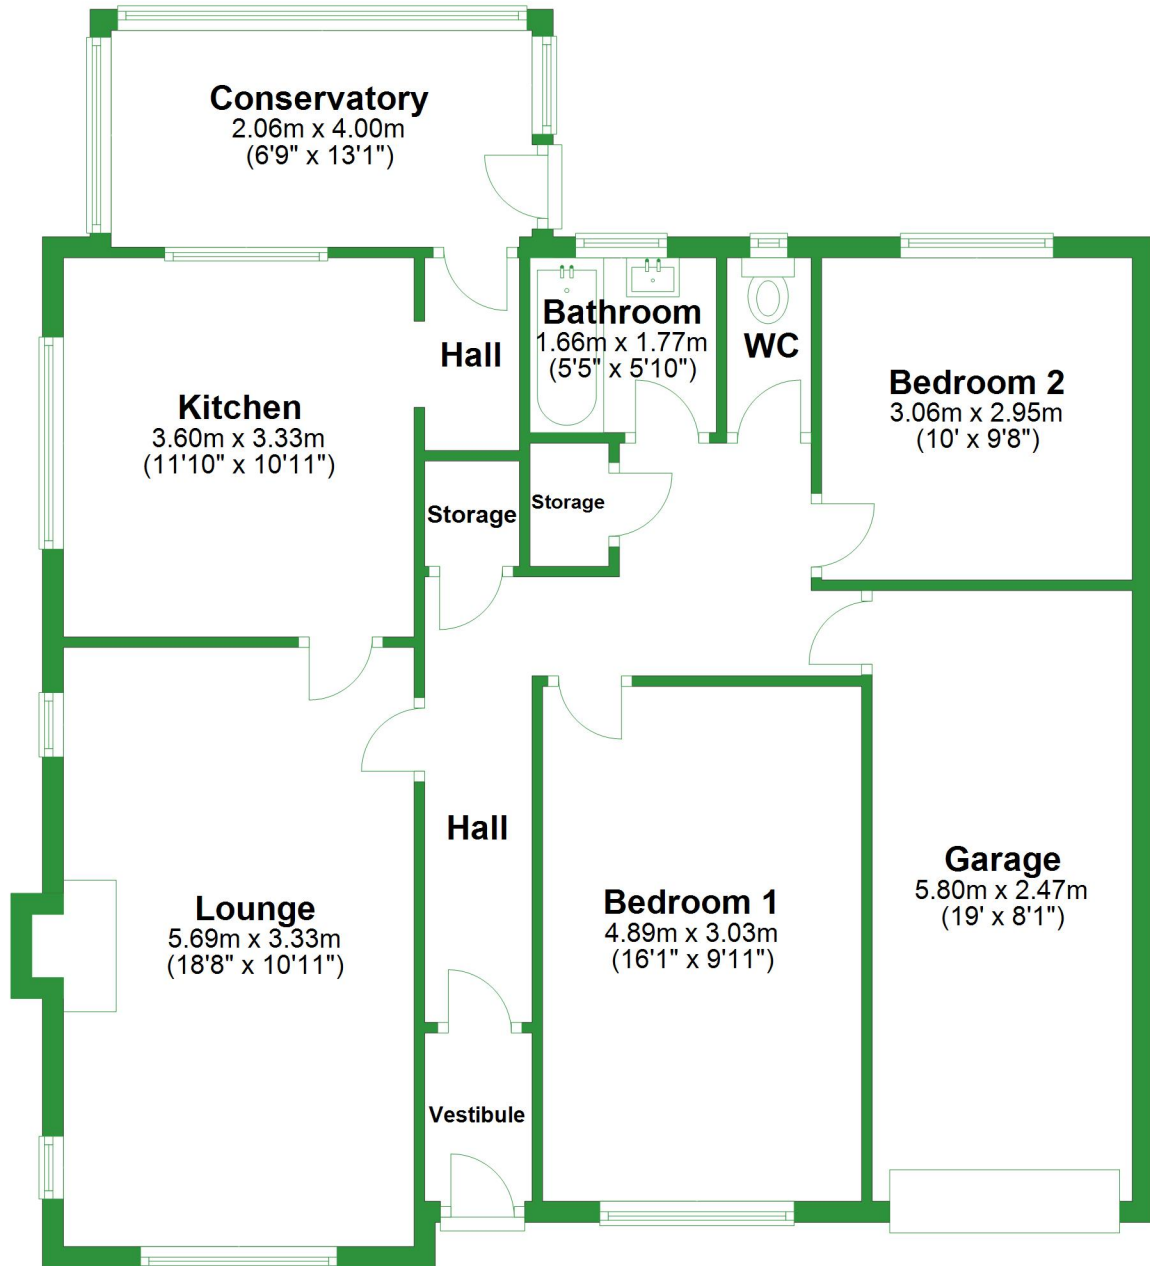 Conservatory
2.06m x 4.00m
(6'9" x 13'1")
Bathroom
1.66m x 1.77m
(5'5" x 5'10")
WC
Hall
Bedroom 2
3.06m x 2.95m
(10' x 9'8")
Kitchen
3.60m x 3.33m
(11'10" x 10'11")
Storage
Storage
Hall
Garage
5.80m x 2.47m
(19' x 8'1")
Bedroom 1
4.89m x 3.03m
(16'1" x 9'11")
Lounge
5.69m x 3.33m
(18'8" x 10'11")
Vestibule